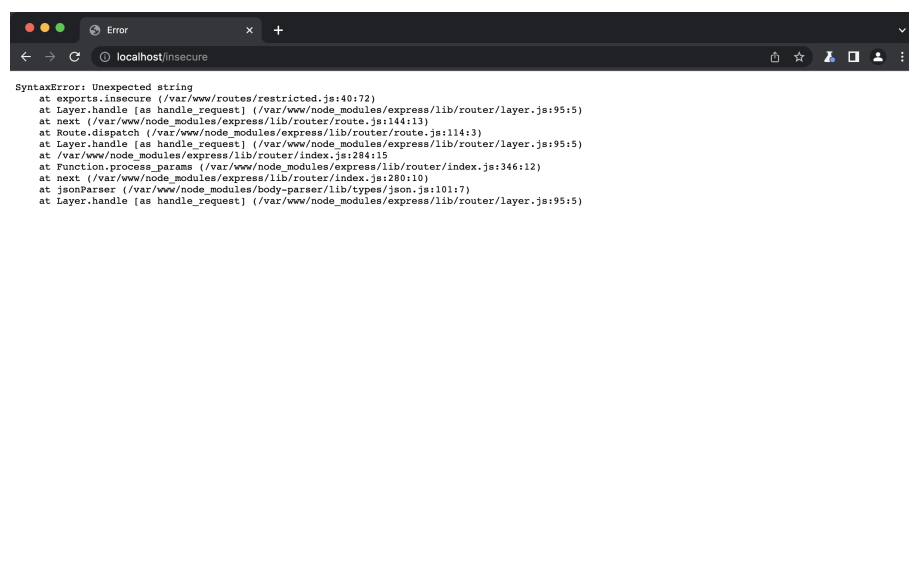 Error
localhost/insecure
SyntaxError: Unexpected string
at exports.insecure (/var/www/routes/restricted.js:40:72)
at Layer.handle [as handle_request] (/var/www/node_modules/express/lib/router/layer.js:95:5)
at next (/var/www/node_modules/express/lib/router/route.js:144:13)
at Route.dispatch (/var/www/node_modules/express/lib/router/route.js:114:3)
at Layer.handle [as handle_request] (/var/www/node_modules/express/lib/router/layer.js:95:5)
at /var/www/node_modules/express/lib/router/index.js:284:15
at Function.process_params (/var/www/node_modules/express/lib/router/index.js:346:12)
at next (/var/www/node_modules/express/lib/router/index.js:280:10)
at jsonParser (/var/www/node_modules/body-parser/lib/types/json.js:101:7)
at Layer.handle [as handle_request] (/var/www/node_modules/express/lib/router/layer.js:95:5)